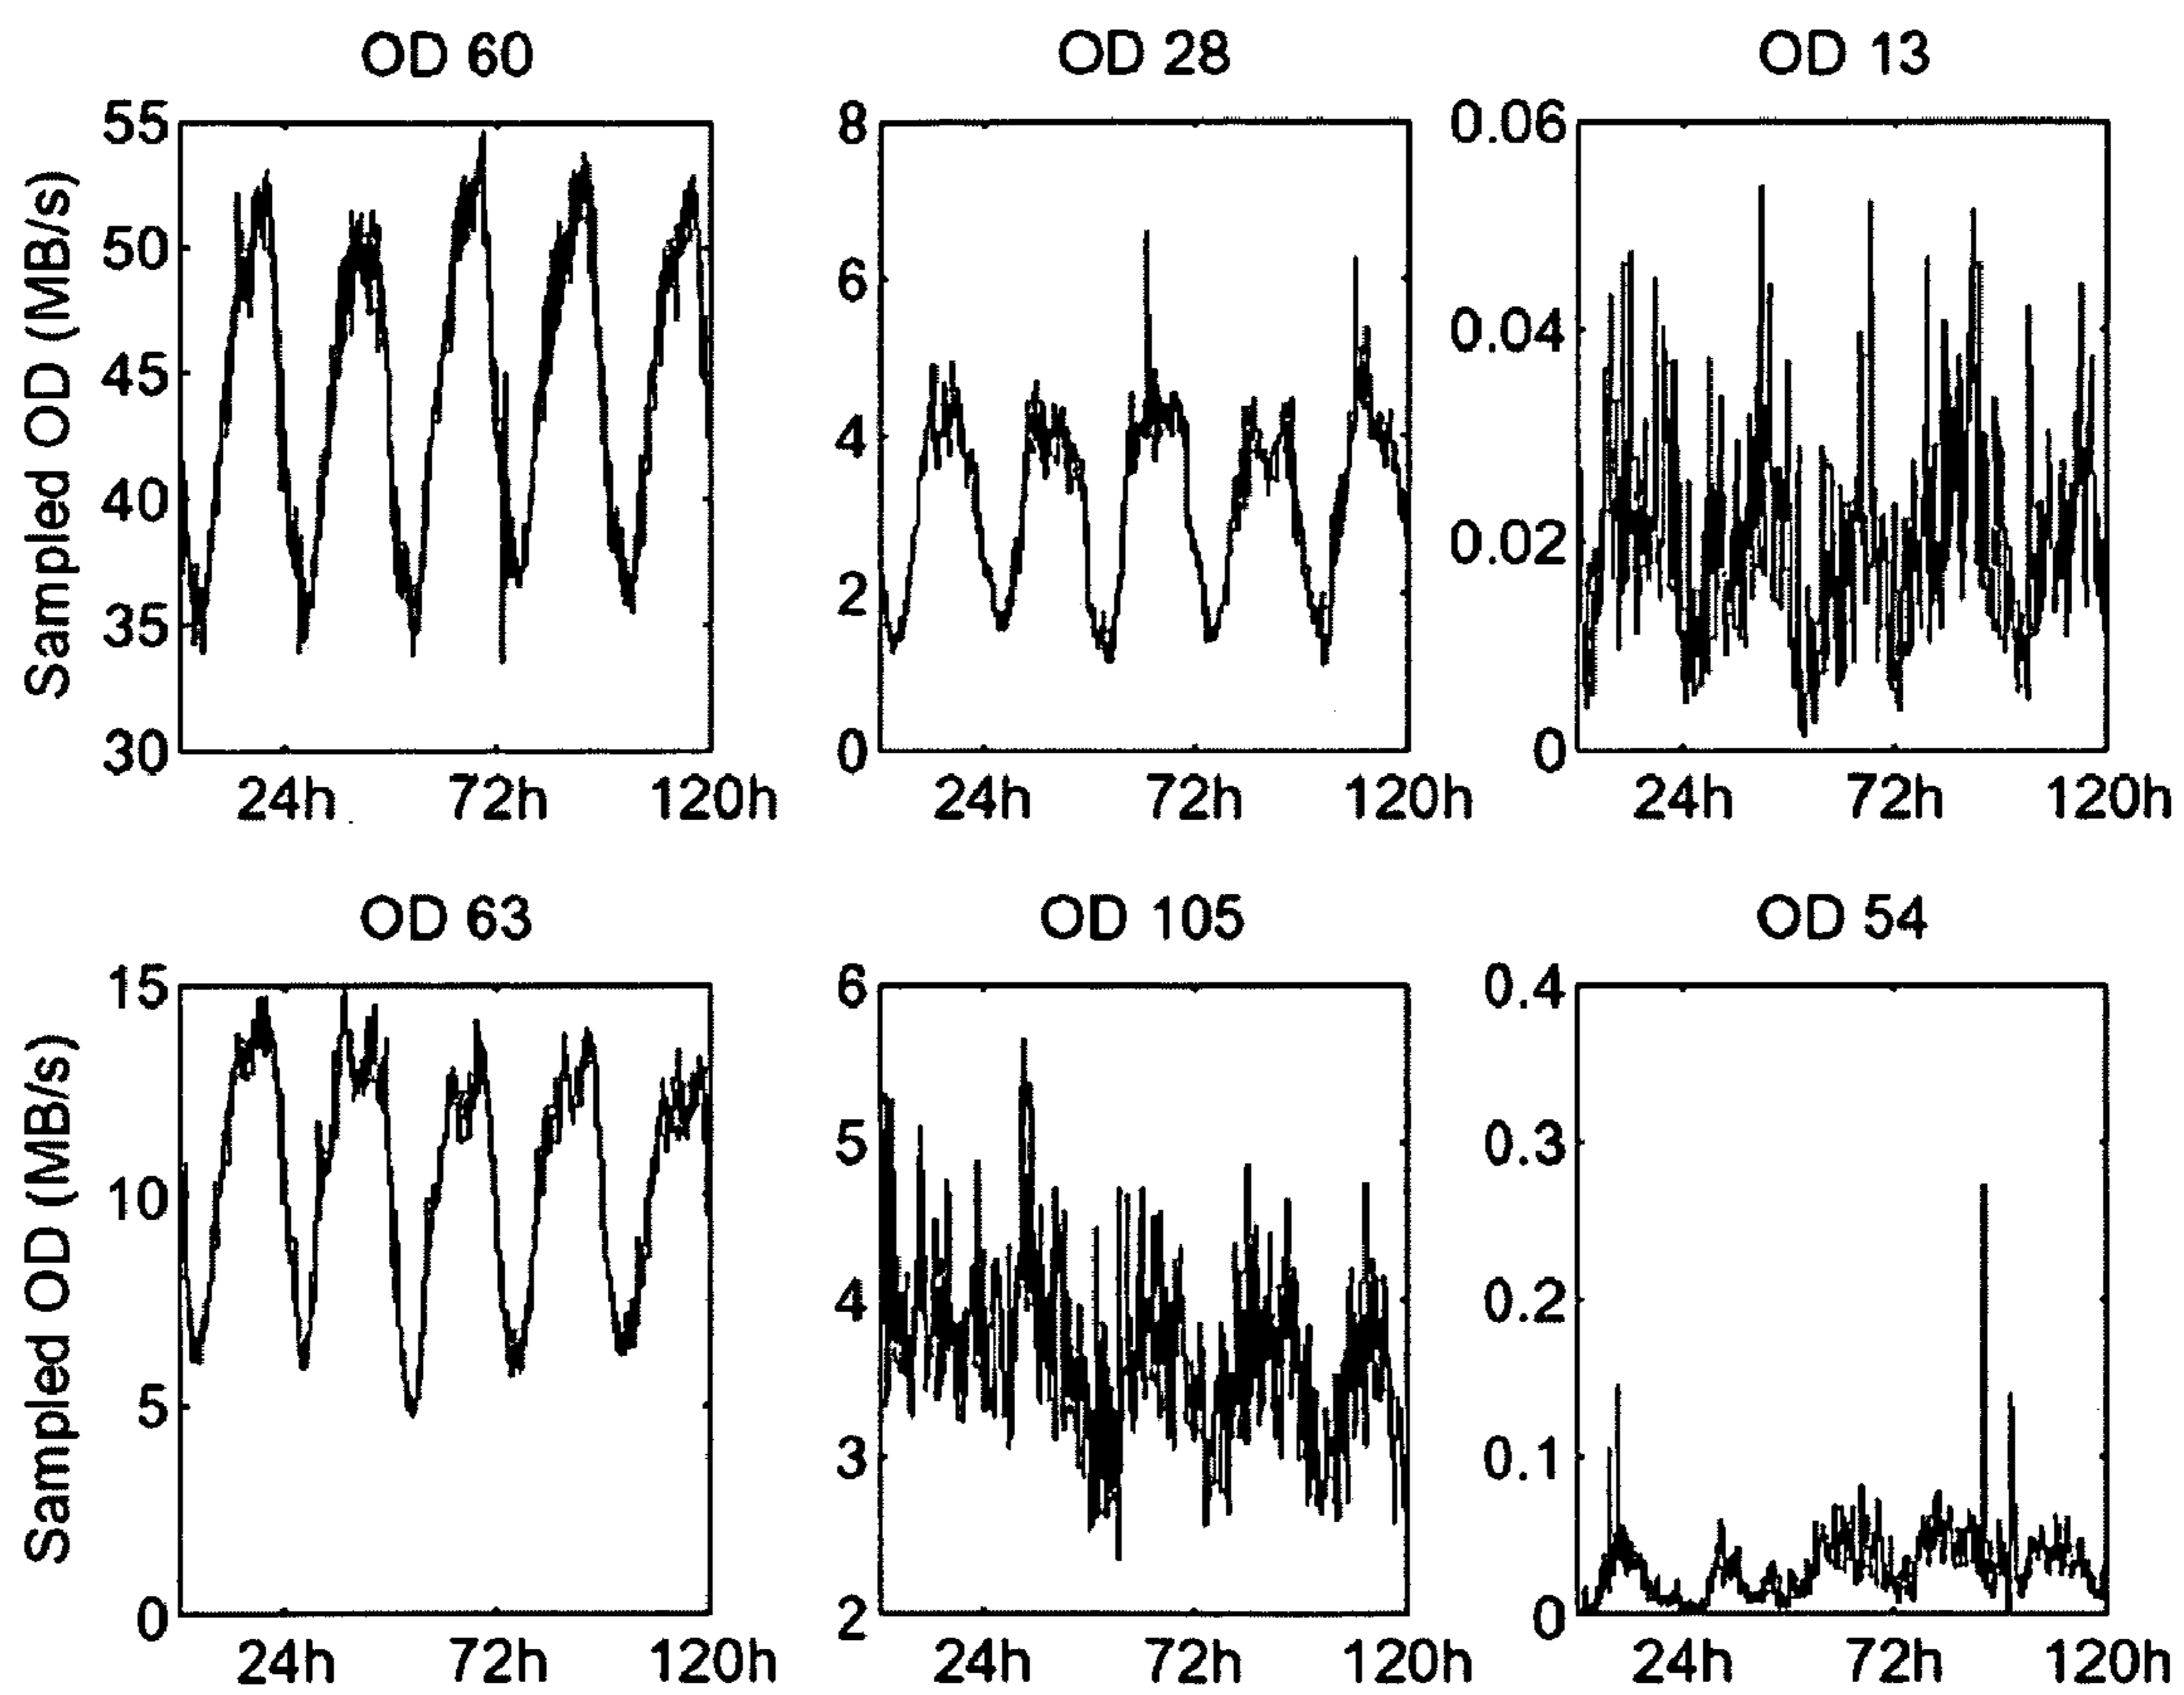 OD 60
OD 28
OD 13
Sampled OD (MB/s)
55
50
45
40
35
30
24h
72h
120h
8
6
4
2
0
24h
72h
120h
0.06
0.04
0.02
0
24h
72h
120h
OD 63
OD 105
OD 54
Sampled OD (MB/s)
15
10
5
0
24h
72h
120h
6
5
4
3
2
24h
72h
120h
0.4
0.3
0.2
0.1
0
24h
72h
120h